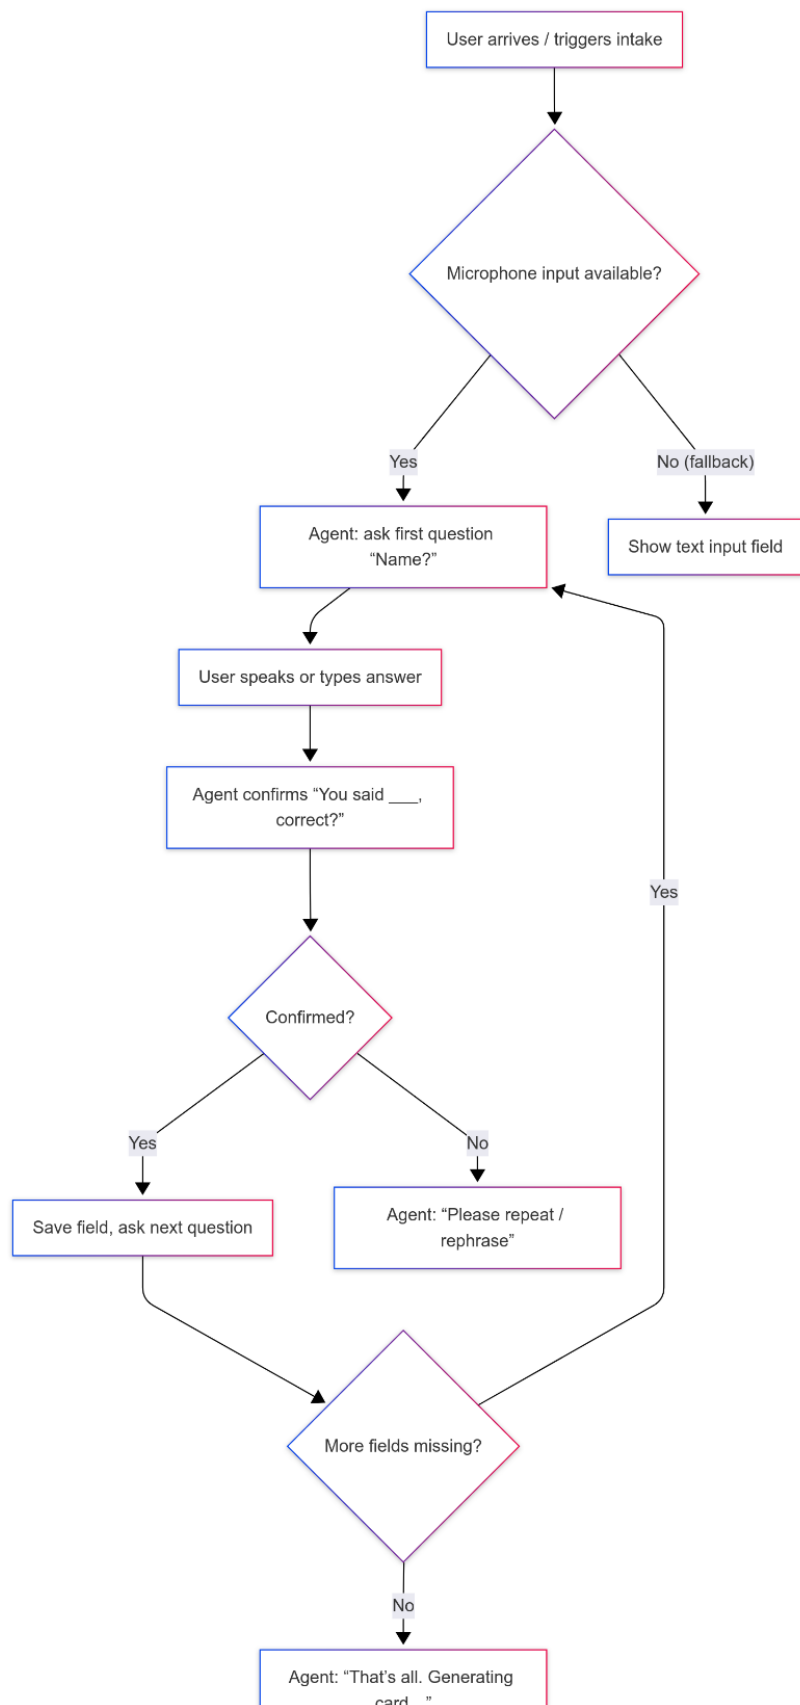 User arrives / triggers intake
Microphone input available?
Yes
No (fallback)
Agent: ask first question
“Name?”
Show text input field
User speaks or types answer
Agent confirms “You said ___,
correct?”
Yes
Confirmed?
Yes
No
Save field, ask next question
Agent: “Please repeat /
rephrase”
More fields missing?
No
Agent: “That’s all. Generating
card...”